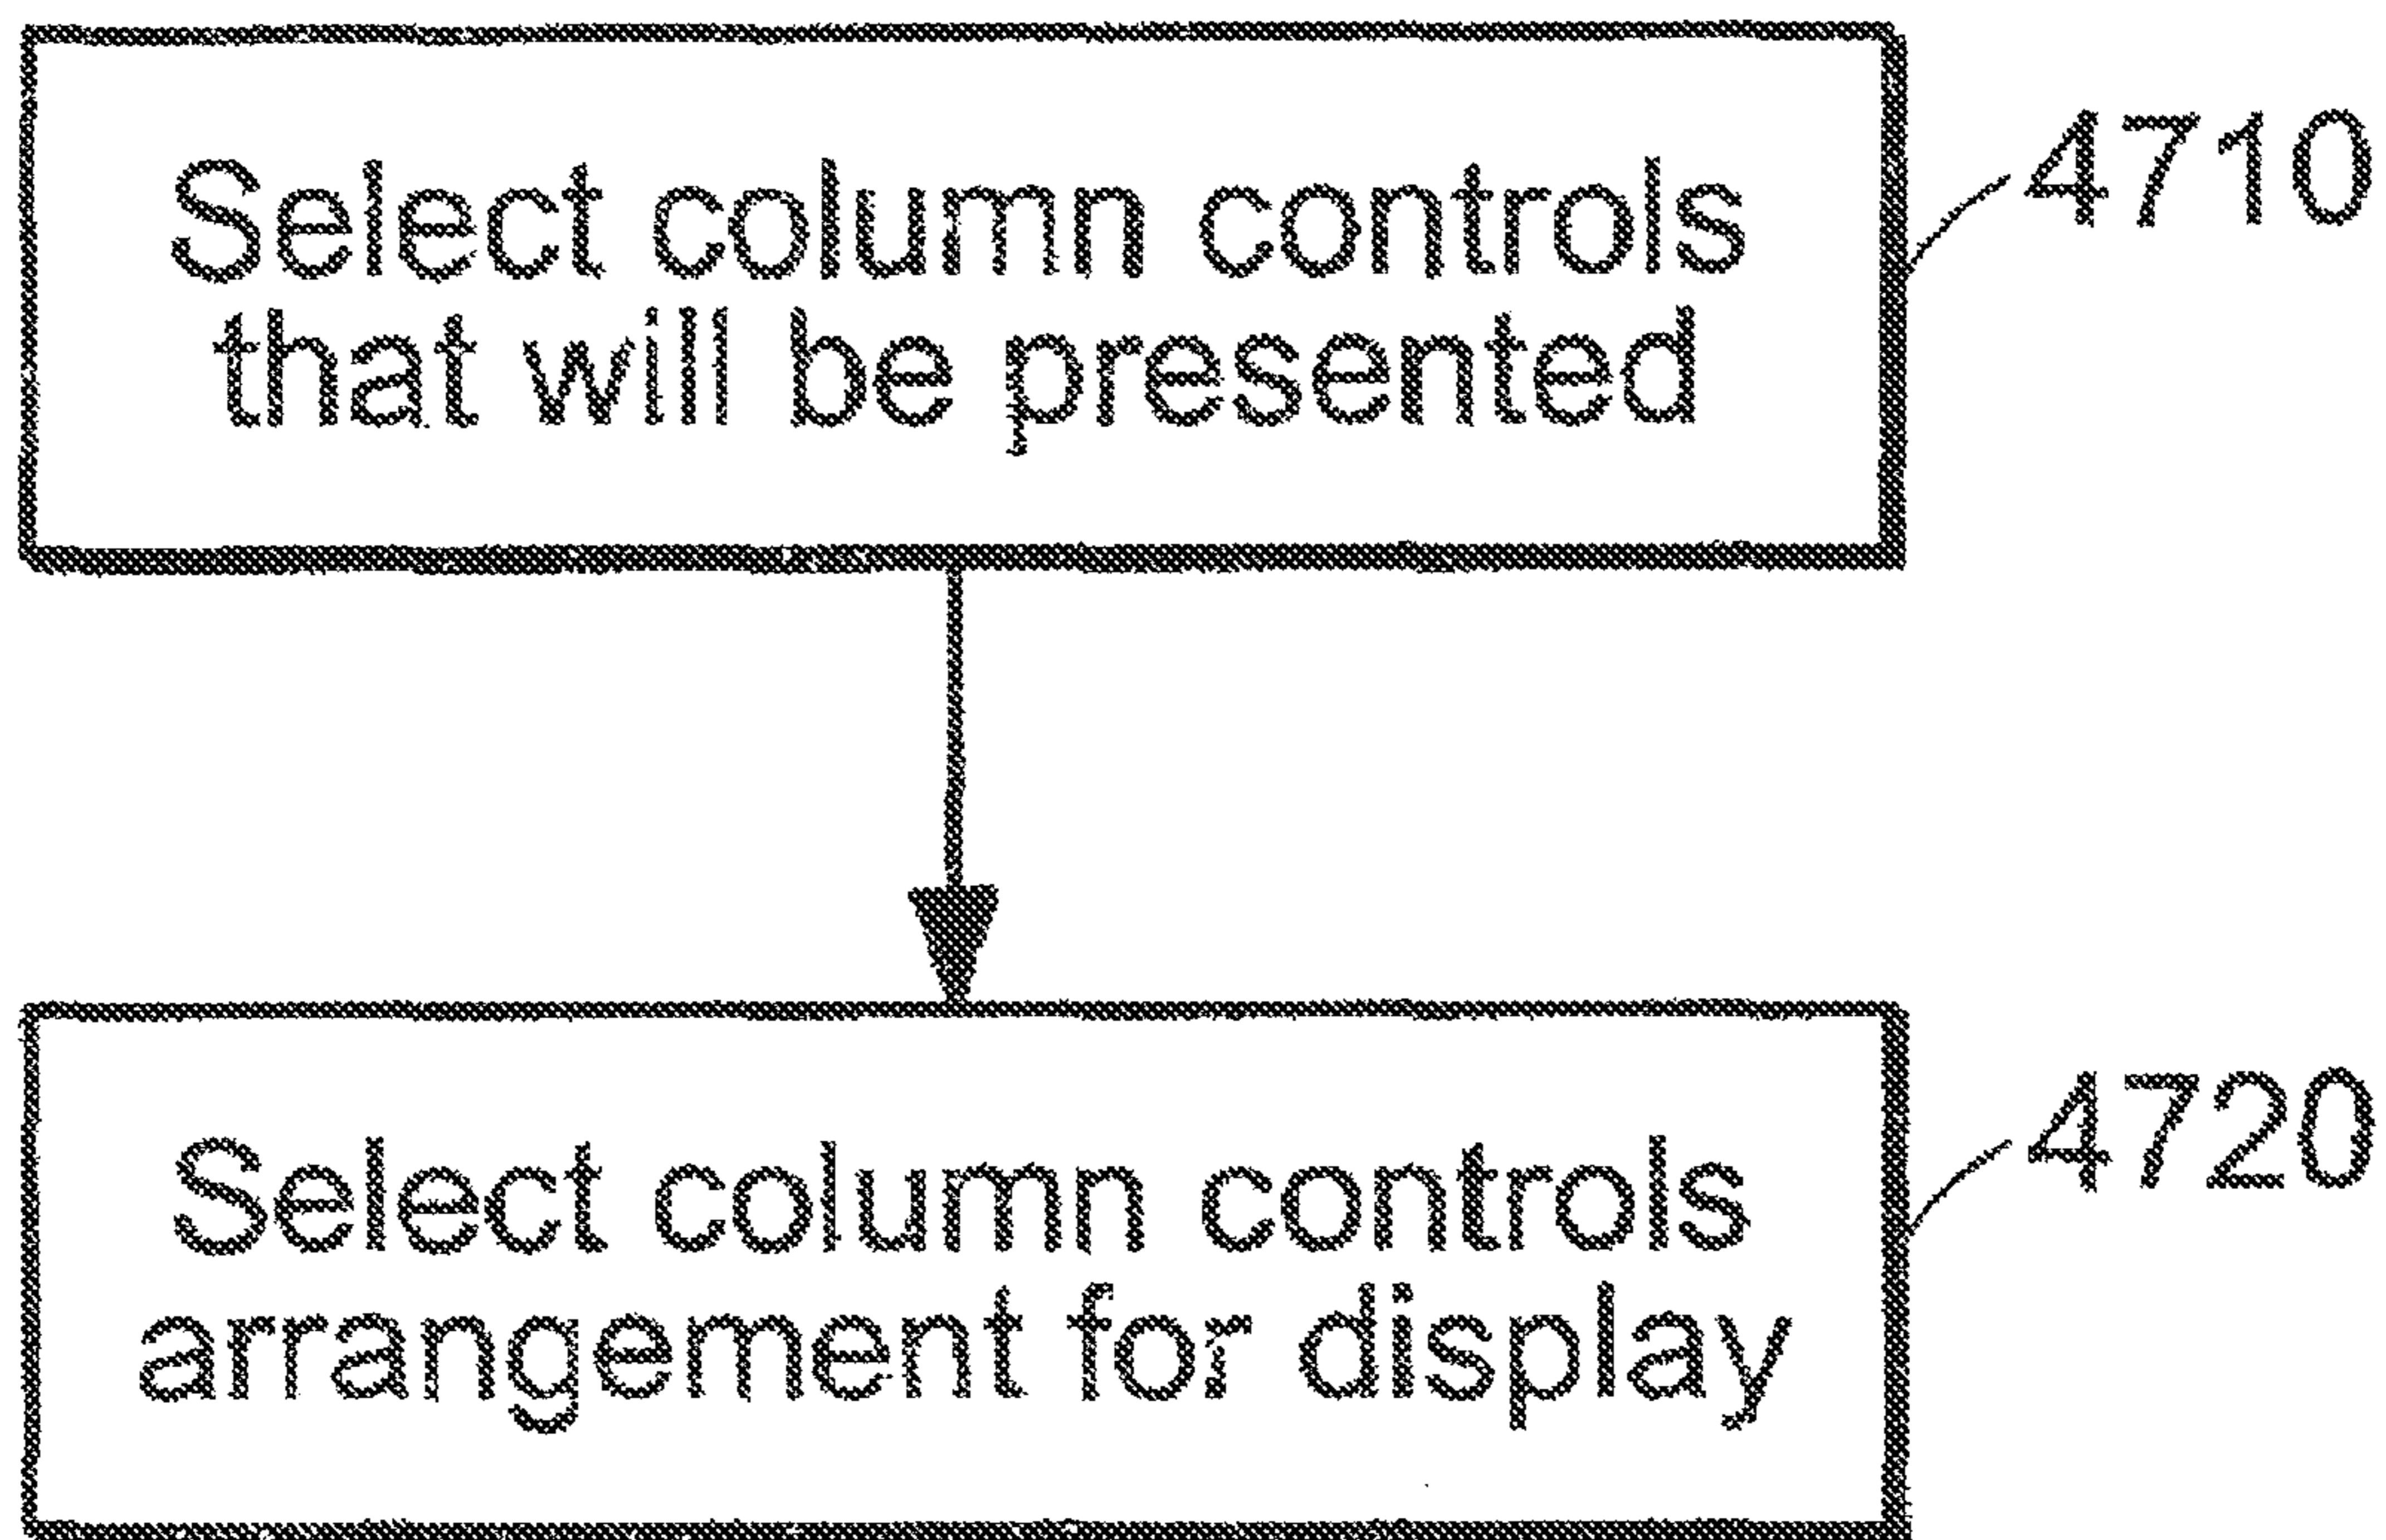 Select column controls
that will be presented
4710
Select column controls
arrangement for display
4720